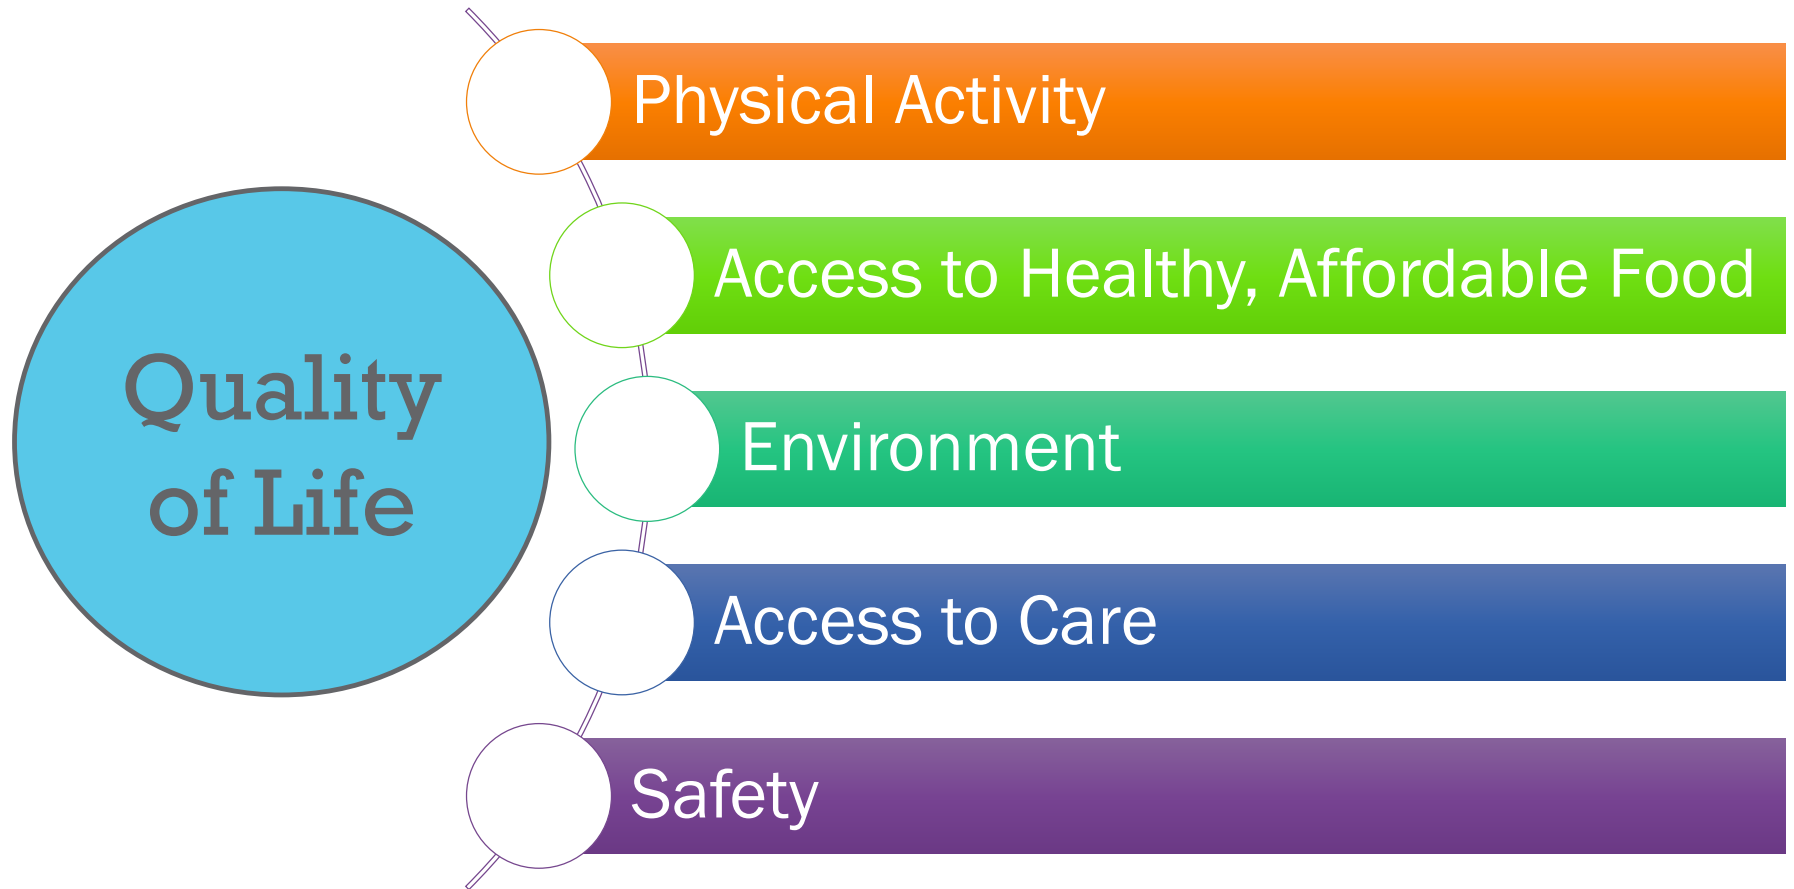 Quality
of Life
Physical Activity
Access to Healthy, Affordable Food
Environment
Access to Care
Safety